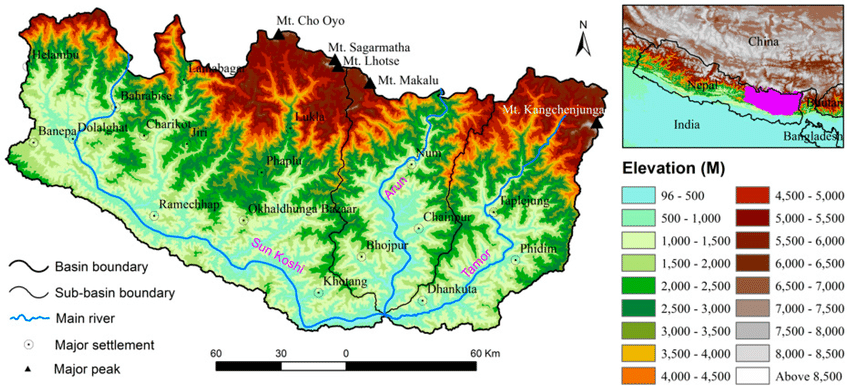 Mt. Cho Oyo
Mt. Sagarmatha
Mt. Lhotse
Mt. Makalu
Mt. Kangchenjunga
N
Helambu
Lamabagar
Bahrabise
Banepa
Dolalghat
Charikot
Jiri
Lukla
Num
Phaplu
Arun
Taplejung
Ramechhap
Okhaldhunga Bazaar
Chainpur
Sun Koshi
Bhojpur
Tamor
Phidim
Khotang
Dhankuta
Basin boundary
Sub-basin boundary
Main river
Major settlement
Major peak
60 30 0 60 Km
China
Nepal
Bhutan
India
Bangladesh
Elevation (M)
96 - 500
500 - 1,000
1,000 - 1,500
1,500 - 2,000
2,000 - 2,500
2,500 - 3,000
3,000 - 3,500
3,500 - 4,000
4,000 - 4,500
4,500 - 5,000
5,000 - 5,500
5,500 - 6,000
6,000 - 6,500
6,500 - 7,000
7,000 - 7,500
7,500 - 8,000
8,000 - 8,500
Above 8,500